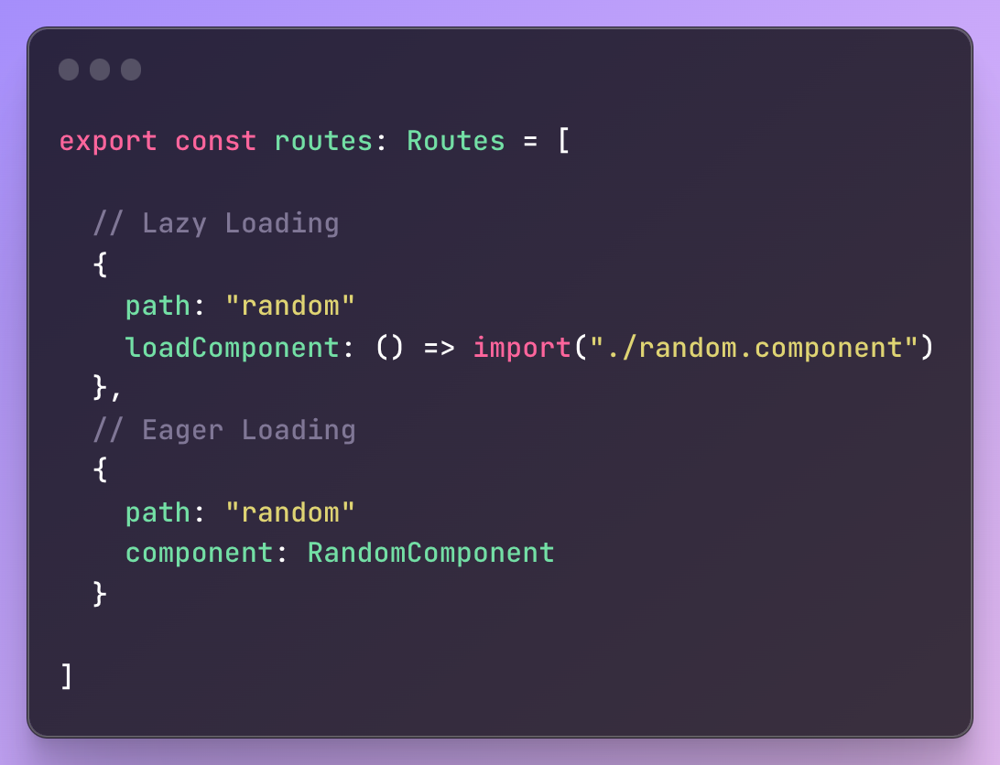 export const routes: Routes = [
// Lazy Loading
{
path: "random"
loadComponent: () => import("./random.component")
},
// Eager Loading
{
path: "random"
component: RandomComponent
}
]